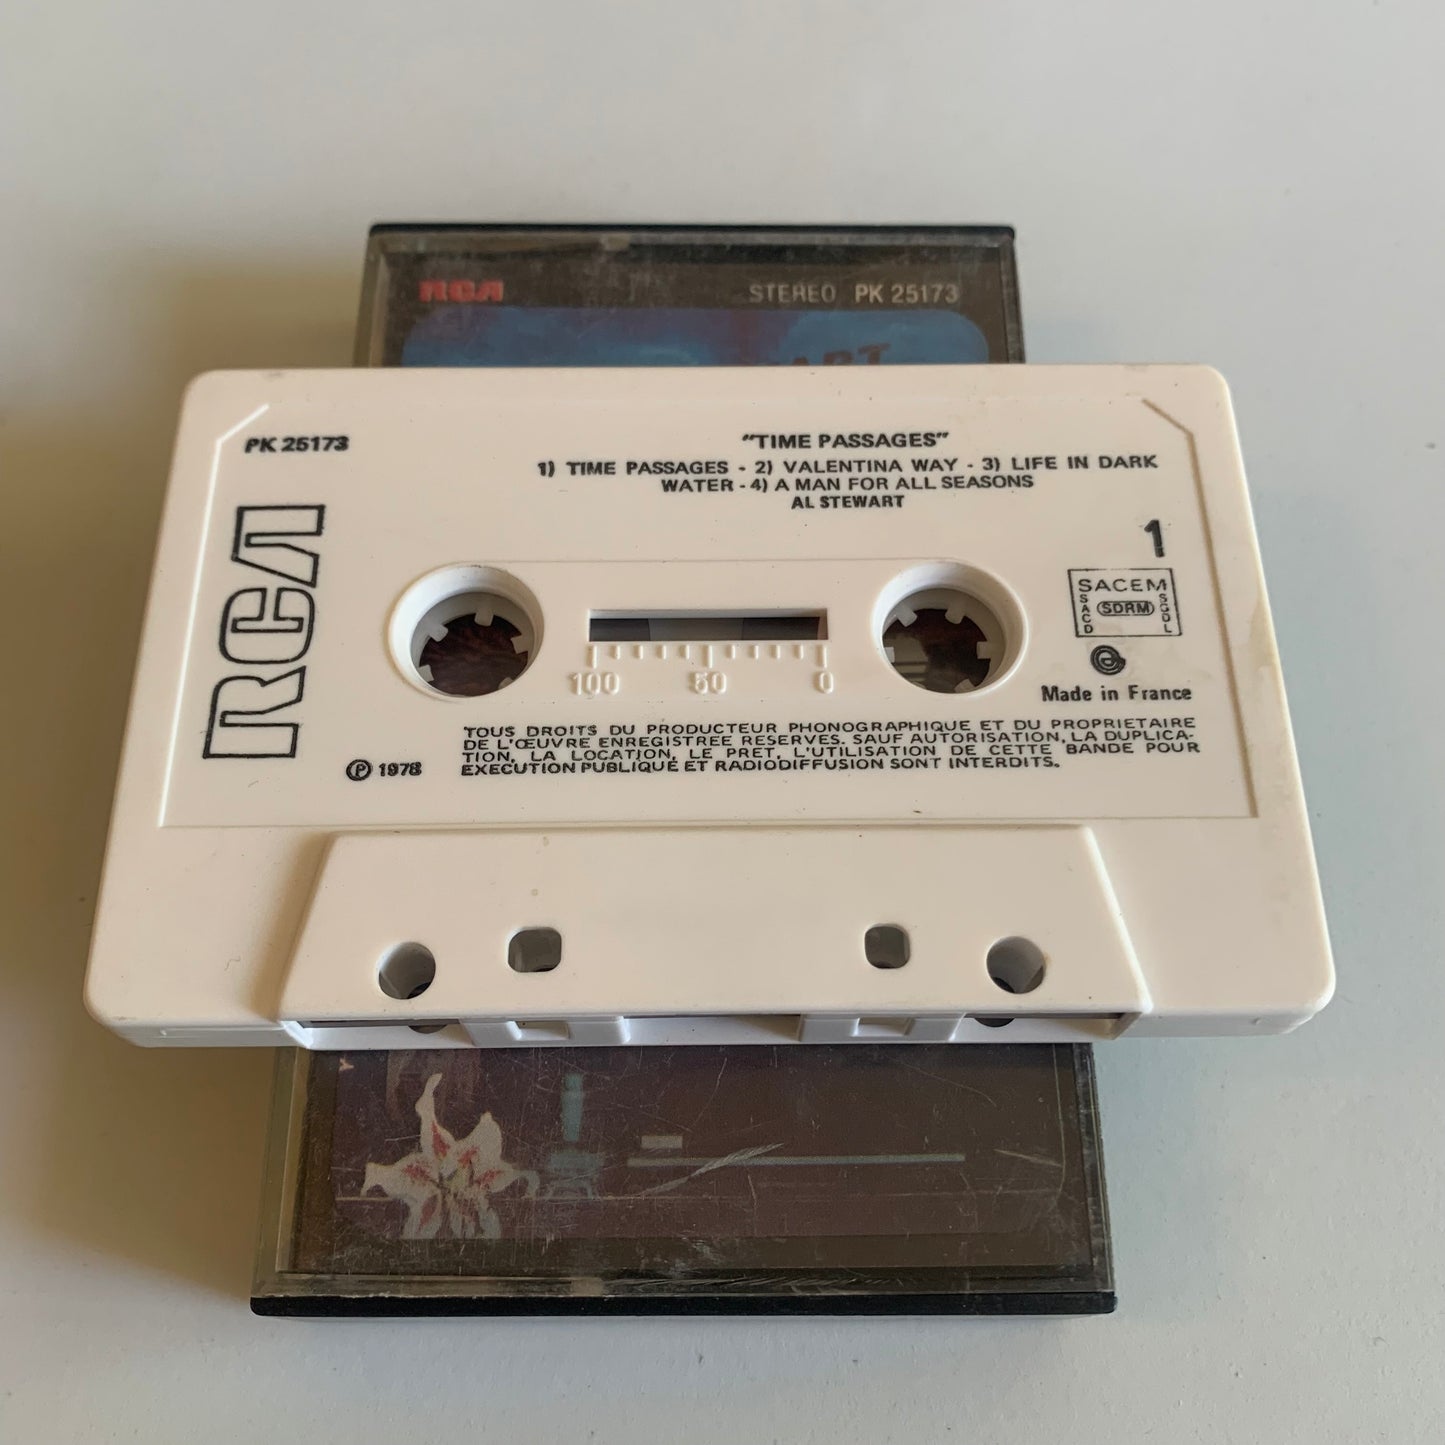 RCA
STEREO PK 25173
PK 25173
"TIME PASSAGES"
1) TIME PASSAGES - 2) VALENTINA WAY - 3) LIFE IN DARK
WATER - 4) A MAN FOR ALL SEASONS
AL STEWART
1
RCA
SACEM
SACD
SDRM
SGDL
Made in France
100 50 0
TOUS DROITS DU PRODUCTEUR PHONOGRAPHIQUE ET DU PROPRIETAIRE
DE L'ŒUVRE ENREGISTREE RESERVES. SAUF AUTORISATION, LA DUPLICA-
TION, LA LOCATION, LE PRET, L'UTILISATION DE CETTE BANDE POUR
EXECUTION PUBLIQUE ET RADIODIFFUSION SONT INTERDITS.
℗ 1978